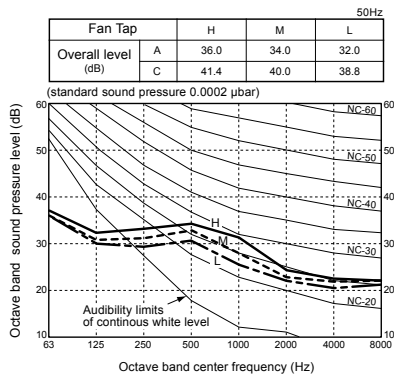 50Hz
Fan Tap H M L
Overall level (dB) A 36.0 34.0 32.0
C 41.4 40.0 38.8
(standard sound pressure 0.0002 µbar)
Octave band sound pressure level (dB)
60 60
50 50
40 40
30 30
20 20
10 10
NC-60
NC-50
NC-40
NC-30
NC-20
H
M
L
Audibility limits
of continous white level
63 125 250 500 1000 2000 4000 8000
Octave band center frequency (Hz)